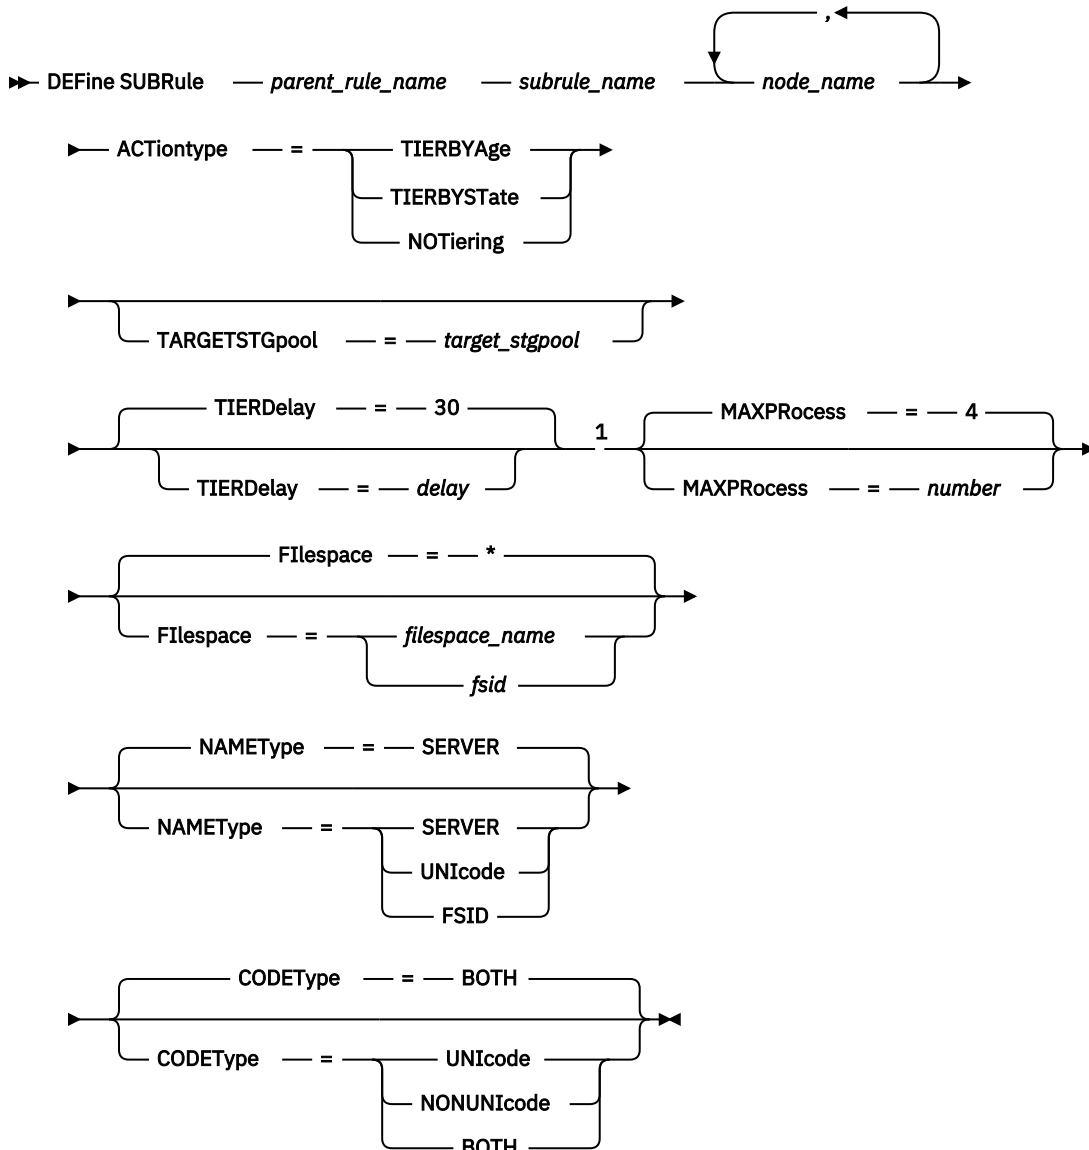 ,
DEFine SUBRule parent_rule_name subrule_name node_name
ACTiontype = TIERBYAge
TIERBYSTate
NOTiering
TARGETSTGpool = target_stgpool
TIERDelay = 30
MAXPRocess = 4
1
TIERDelay = delay
MAXPRocess = number
FIlespace = *
FIlespace = filespace_name
fsid
NAMEType = SERVER
NAMEType = SERVER
UNIcode
FSID
CODEType = BOTH
CODEType = UNIcode
NONUNIcode
BOTH